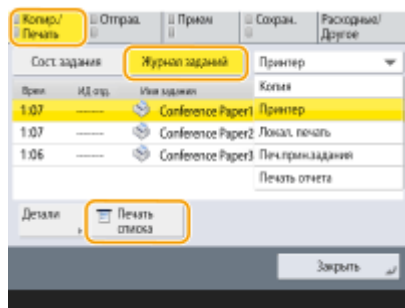 Копир./ Печать
Отправ.
Прием
Сохран.
Расходные/ Другое
Сост. задания
Журнал заданий
Принтер
Время
ИД отд.
Имя задания
Копия
1:07 ------- Conference Paper1 Принтер
1:07 ------- Conference Paper2 Локал. печать
1:06 ------- Conference Paper3 Печ.прин.задания
Печать отчета
Детали
Печать списка
Закрыть